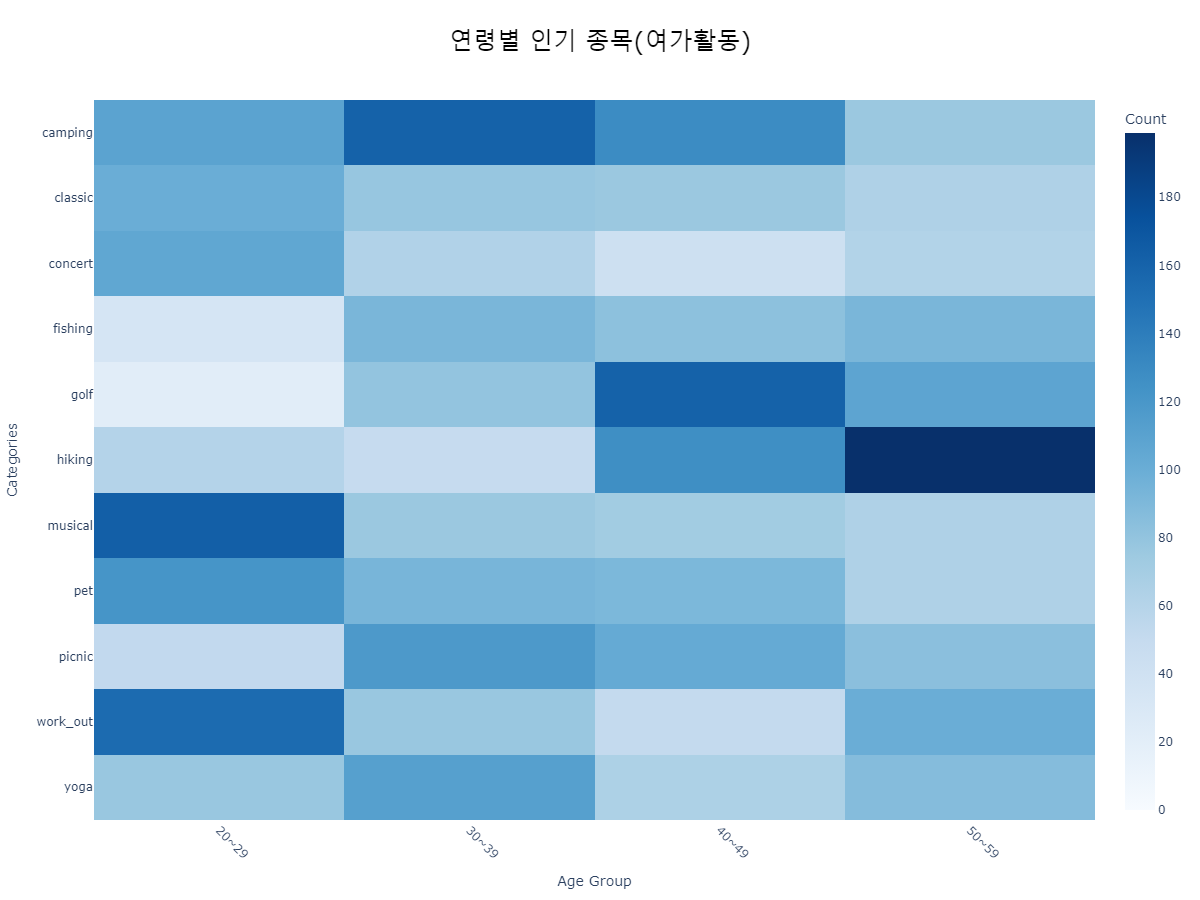 연령별 인기 종목(여가활동)
Count
camping
classic
concert
fishing
golf
hiking
musical
pet
picnic
work_out
yoga
Categories
20~29
30~39
40~49
50~59
Age Group
180
160
140
120
100
80
60
40
20
0